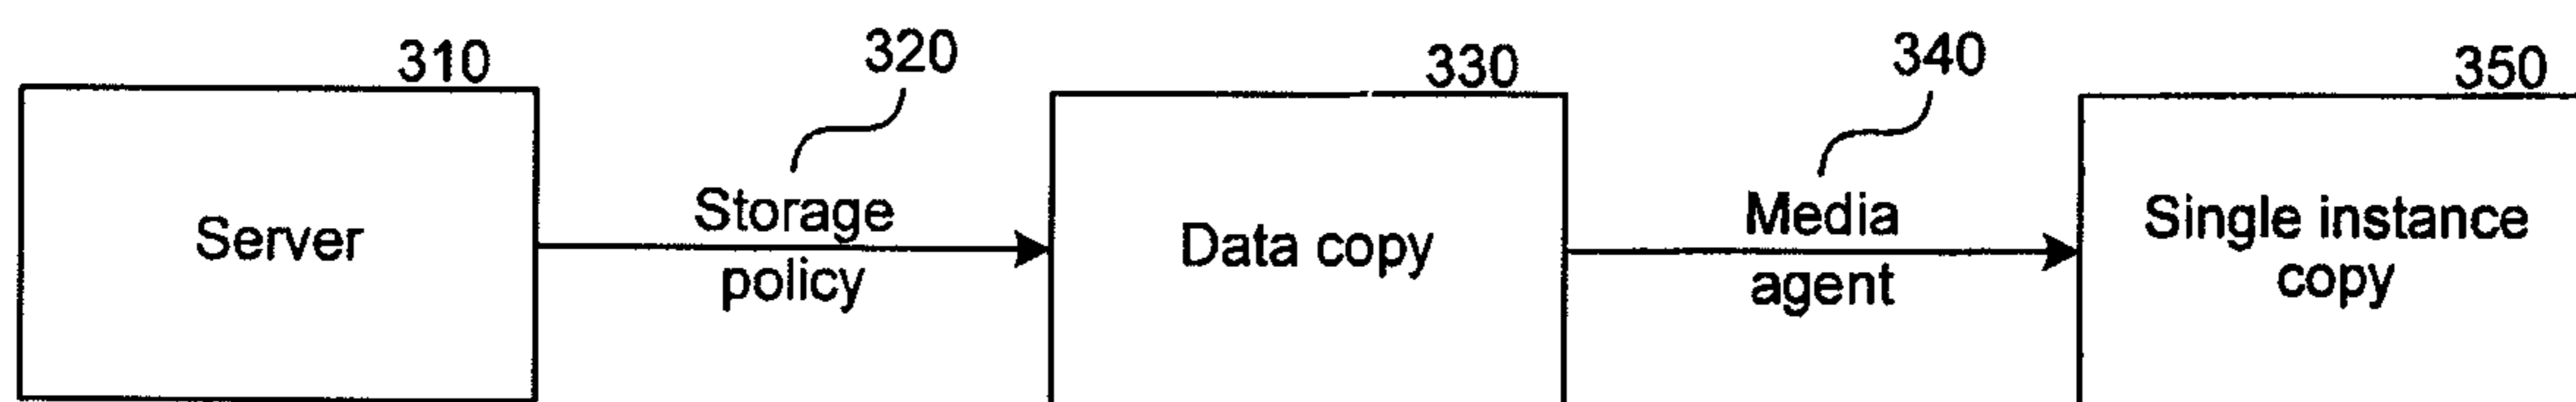 310
320
330
340
350
Server
Storage
policy
Data copy
Media
agent
Single instance
copy